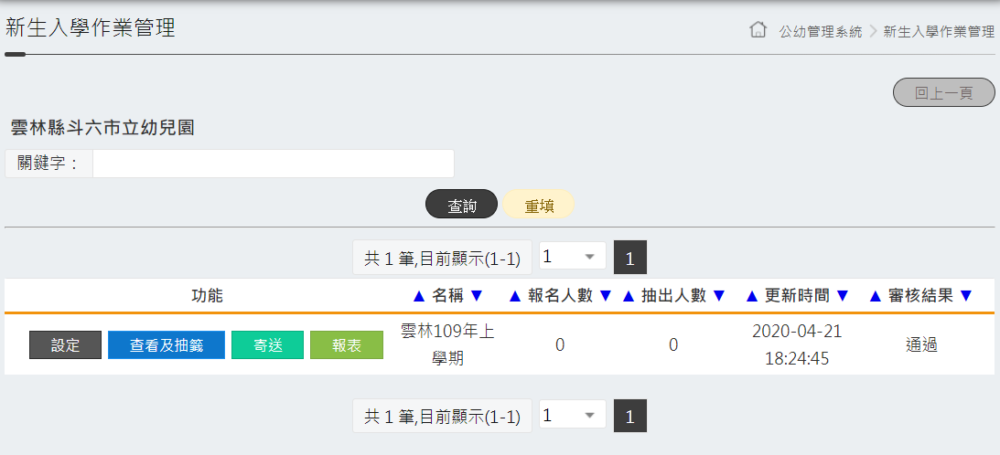 新生入學作業管理
公幼管理系統 > 新生入學作業管理
回上一頁
雲林縣斗六市立幼兒園
關鍵字：
查詢 重填
共 1 筆,目前顯示(1-1) 1 1
功能 ▲ 名稱 ▼ ▲ 報名人數 ▼ ▲ 抽出人數 ▼ ▲ 更新時間 ▼ ▲ 審核結果 ▼
設定 查看及抽籤 寄送 報表 雲林109年上學期 0 0 2020-04-21 18:24:45 通過
共 1 筆,目前顯示(1-1) 1 1